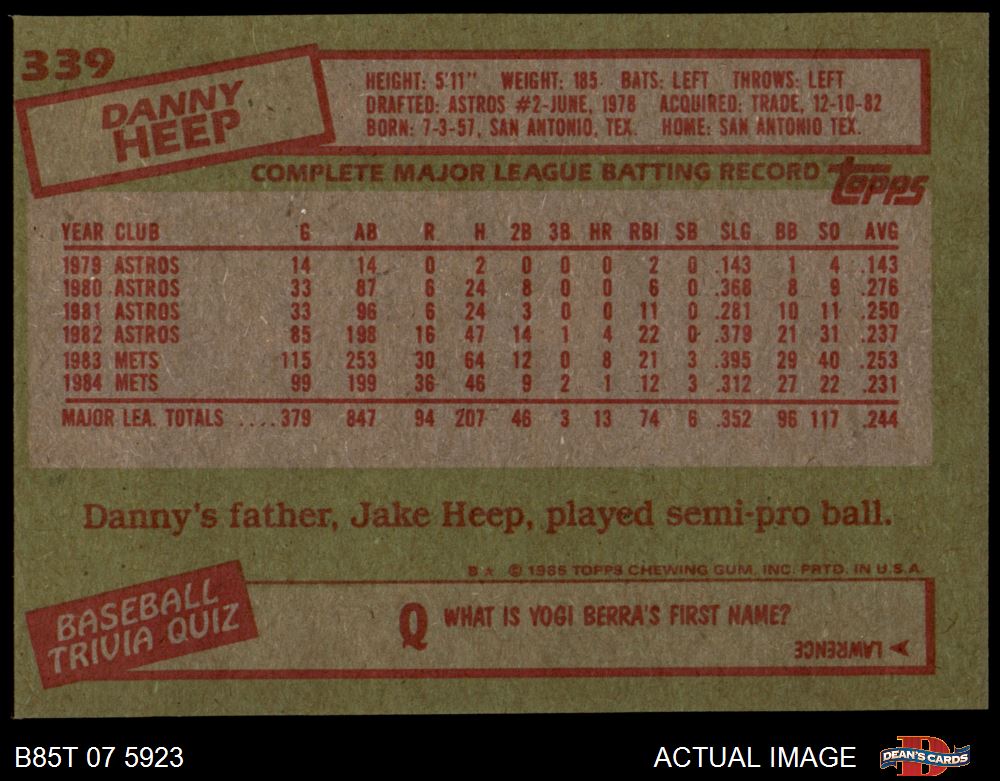 339
DANNY
HEEP
HEIGHT: 5'11" WEIGHT: 185 BATS: LEFT THROWS: LEFT
DRAFTED: ASTROS #2-JUNE, 1978 ACQUIRED: TRADE, 12-10-82
BORN: 7-3-57, SAN ANTONIO, TEX. HOME: SAN ANTONIO TEX.
COMPLETE MAJOR LEAGUE BATTING RECORD topps
YEAR CLUB G AB R H 2B 3B HR RBI SB SLG BB SO AVG
1979 ASTROS 14 14 0 2 0 0 0 2 0 .143 1 4 .143
1980 ASTROS 33 87 6 24 8 0 0 6 0 .368 8 9 .276
1981 ASTROS 33 96 6 24 3 0 0 11 0 .281 10 11 .250
1982 ASTROS 85 198 16 47 14 1 4 22 0 .379 21 31 .237
1983 METS 115 253 30 64 12 0 8 21 3 .395 29 40 .253
1984 METS 99 199 36 46 9 2 1 12 3 .312 27 22 .231
MAJOR LEA. TOTALS ....379 847 94 207 46 3 13 74 6 .352 96 117 .244
Danny's father, Jake Heep, played semi-pro ball.
B* © 1985 TOPPS CHEWING GUM, INC. PRTD. IN U.S.A.
BASEBALL
TRIVIA QUIZ
Q WHAT IS YOGI BERRA'S FIRST NAME?
LAWRENCE
B85T 07 5923
ACTUAL IMAGE
DEAN'S CARDS